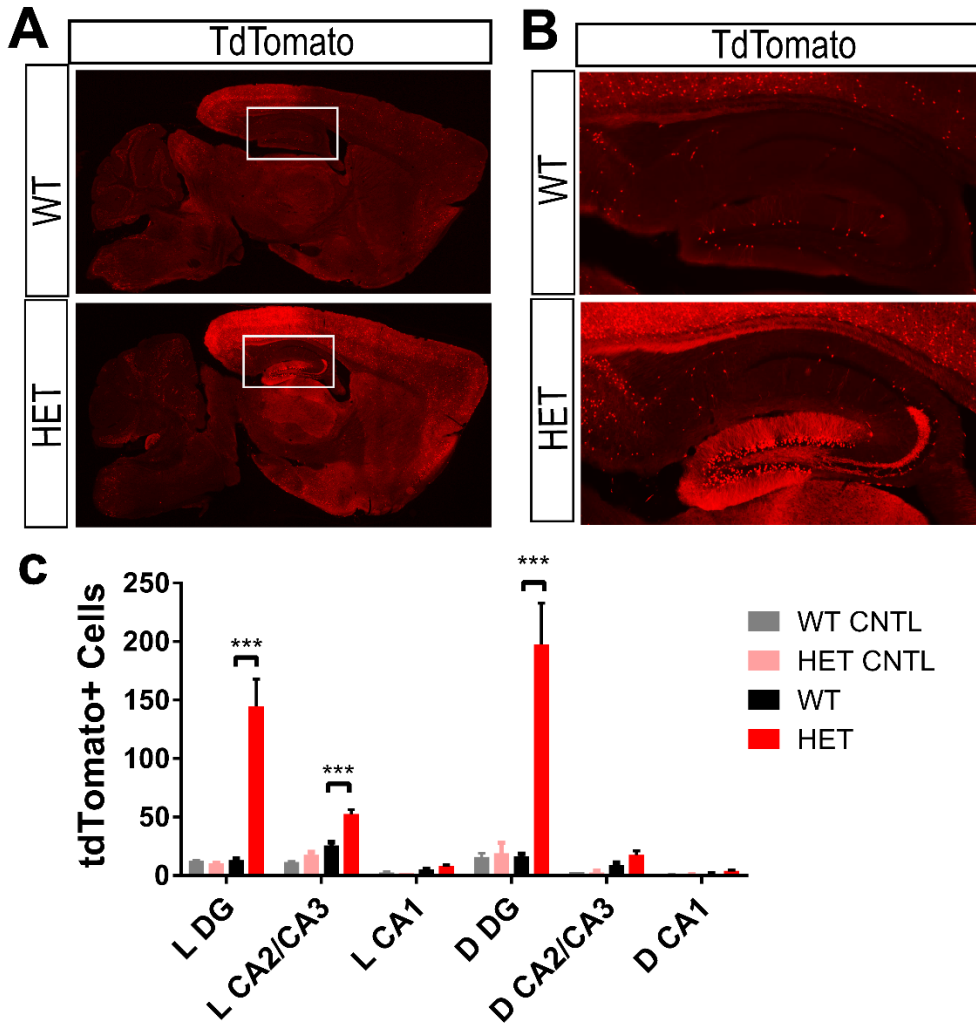 A
TdTomato
WT
HET
B
TdTomato
WT
HET
c
tdTomato+ Cells
250
200
150
100
50
0
***
***
***
L DG
L CA2/CA3
L CA1
D DG
D CA2/CA3
D CA1
WT CNTL
HET CNTL
WT
HET